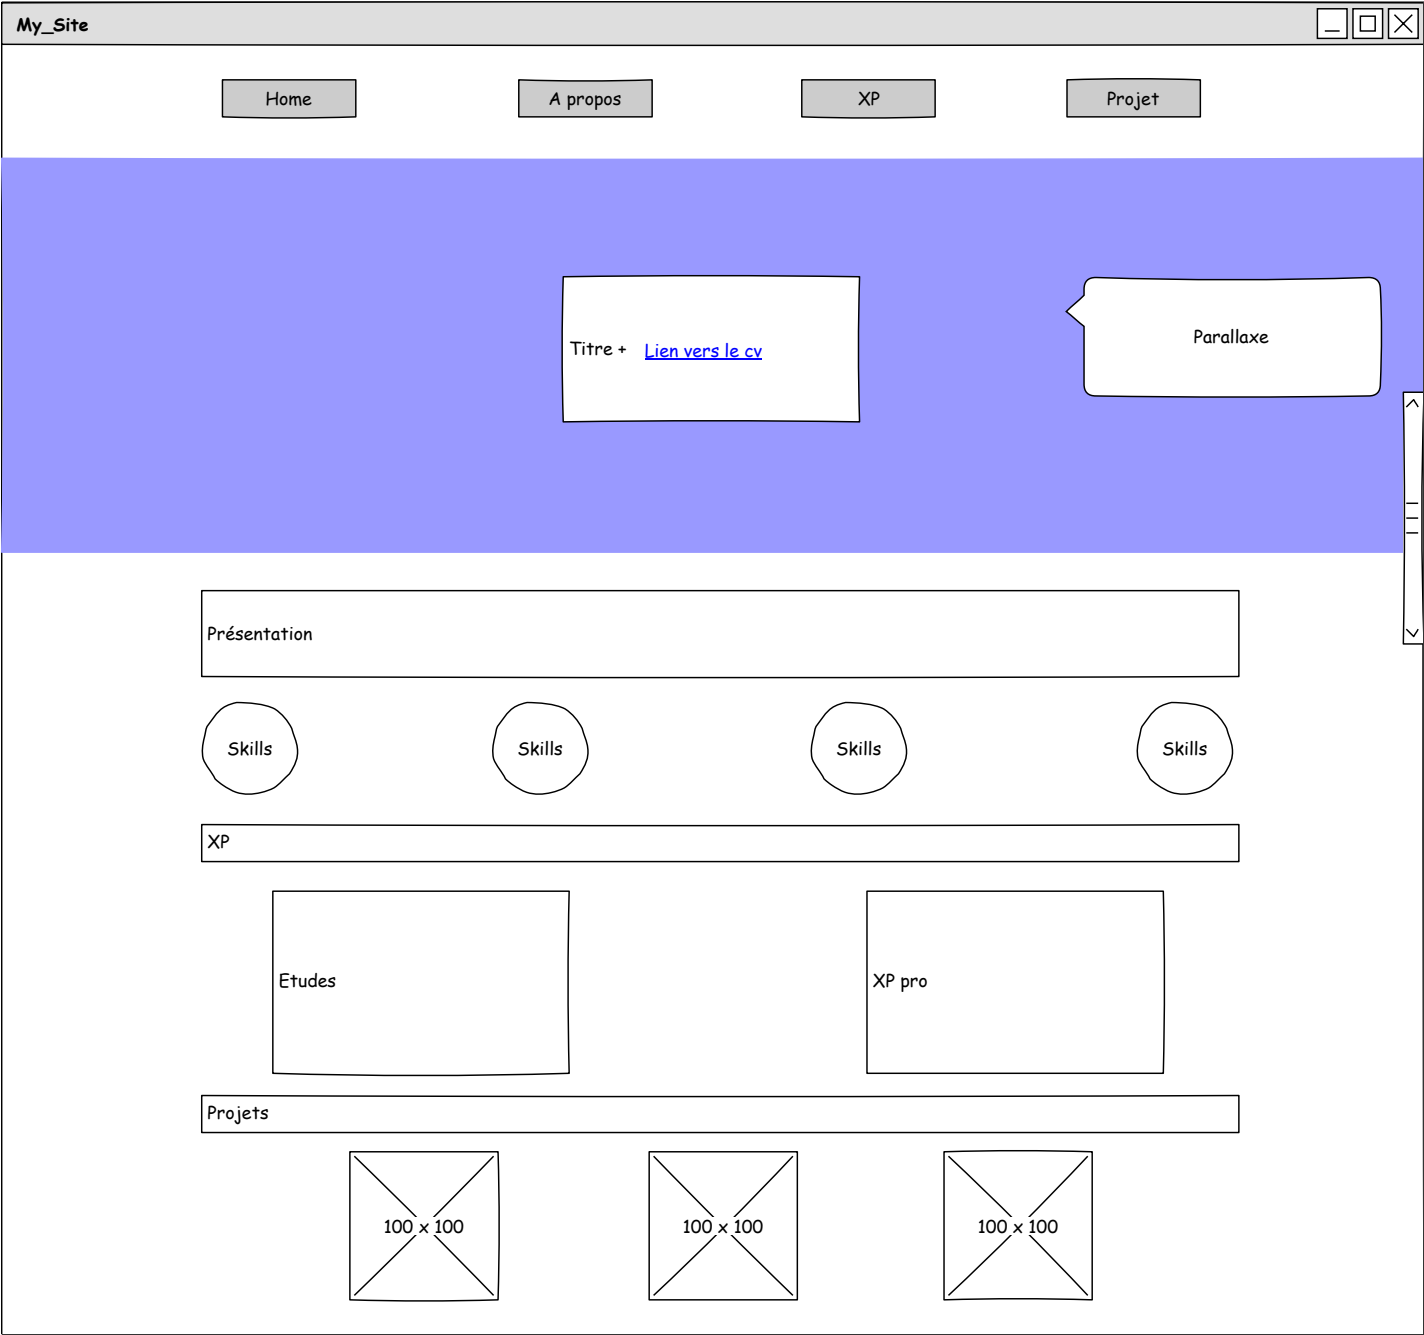 My_Site
Home
A propos
XP
Projet
Titre + Lien vers le cv
Parallaxe
Présentation
Skills
Skills
Skills
Skills
XP
Etudes
XP pro
Projets
100 x 100
100 x 100
100 x 100